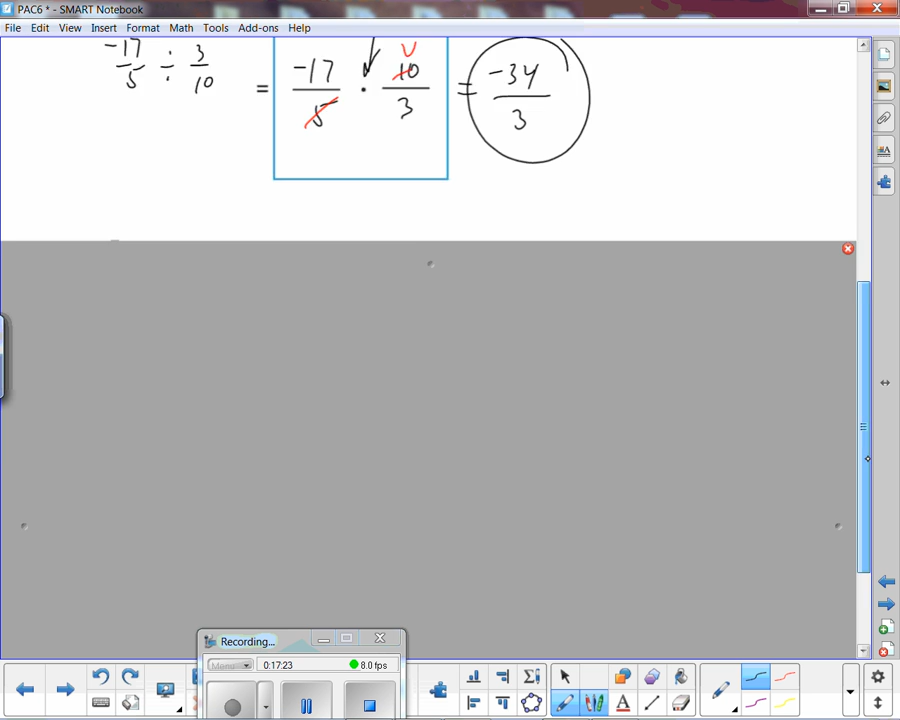 PAC6 * - SMART Notebook
File Edit View Insert Format Math Tools Add-ons Help
-17/5 ÷ 3/10 = -17/5 · 10/3 = -34/3
Recording...
Menu 0:17:23 8.0 fps